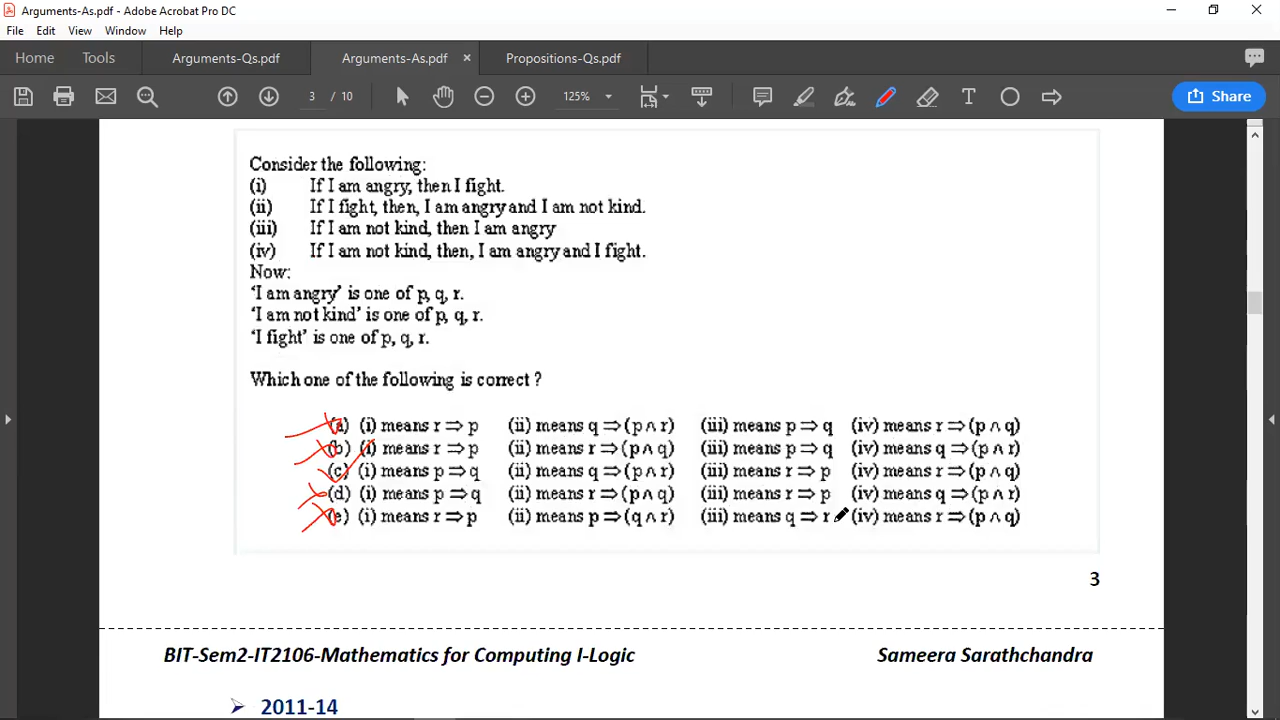 Arguments-As.pdf - Adobe Acrobat Pro DC
File Edit View Window Help
Home Tools Arguments-Qs.pdf Arguments-As.pdf × Propositions-Qs.pdf
3 / 10 125% Share
Consider the following:
(i) If I am angry, then I fight.
(ii) If I fight, then, I am angry and I am not kind.
(iii) If I am not kind, then I am angry
(iv) If I am not kind, then, I am angry and I fight.
Now:
‘I am angry’ is one of p, q, r.
‘I am not kind’ is one of p, q, r.
‘I fight’ is one of p, q, r.
Which one of the following is correct ?
(a) (i) means r ⇒ p (ii) means q ⇒ (p ∧ r) (iii) means p ⇒ q (iv) means r ⇒ (p ∧ q)
(b) (i) means r ⇒ p (ii) means r ⇒ (p ∧ q) (iii) means p ⇒ q (iv) means q ⇒ (p ∧ r)
(c) (i) means p ⇒ q (ii) means q ⇒ (p ∧ r) (iii) means r ⇒ p (iv) means r ⇒ (p ∧ q)
(d) (i) means p ⇒ q (ii) means r ⇒ (p ∧ q) (iii) means r ⇒ p (iv) means q ⇒ (p ∧ r)
(e) (i) means r ⇒ p (ii) means p ⇒ (q ∧ r) (iii) means q ⇒ r (iv) means r ⇒ (p ∧ q)
3
BIT-Sem2-IT2106-Mathematics for Computing I-Logic Sameera Sarathchandra
➢ 2011-14